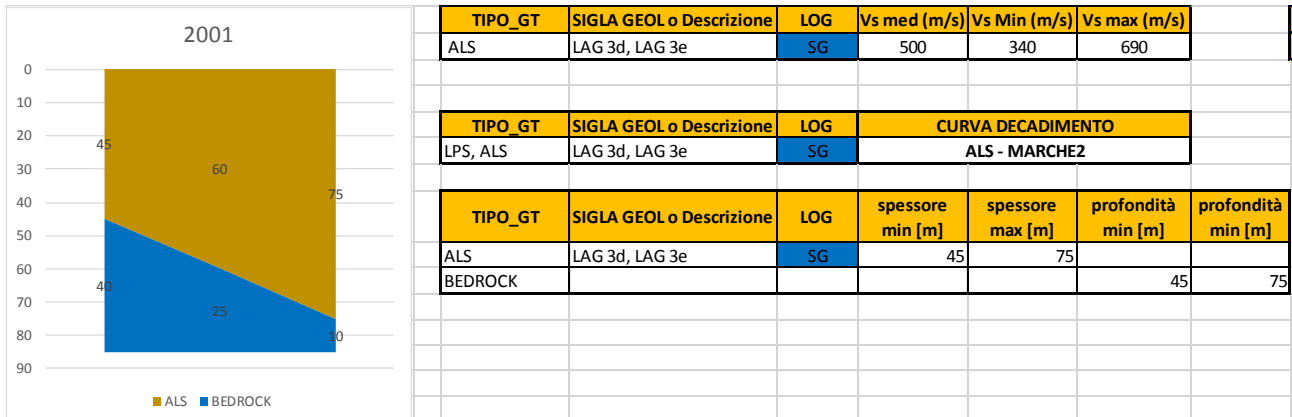 2001
0
10
20
30
40
50
60
70
80
90
45
60
75
40
25
10
ALS BEDROCK
TIPO_GT SIGLA GEOL o Descrizione LOG Vs med (m/s) Vs Min (m/s) Vs max (m/s)
ALS LAG 3d, LAG 3e SG 500 340 690
TIPO_GT SIGLA GEOL o Descrizione LOG CURVA DECADIMENTO
LPS, ALS LAG 3d, LAG 3e SG ALS - MARCHE2
TIPO_GT SIGLA GEOL o Descrizione LOG spessore min [m] spessore max [m] profondità min [m] profondità min [m]
ALS LAG 3d, LAG 3e SG 45 75
BEDROCK 45 75